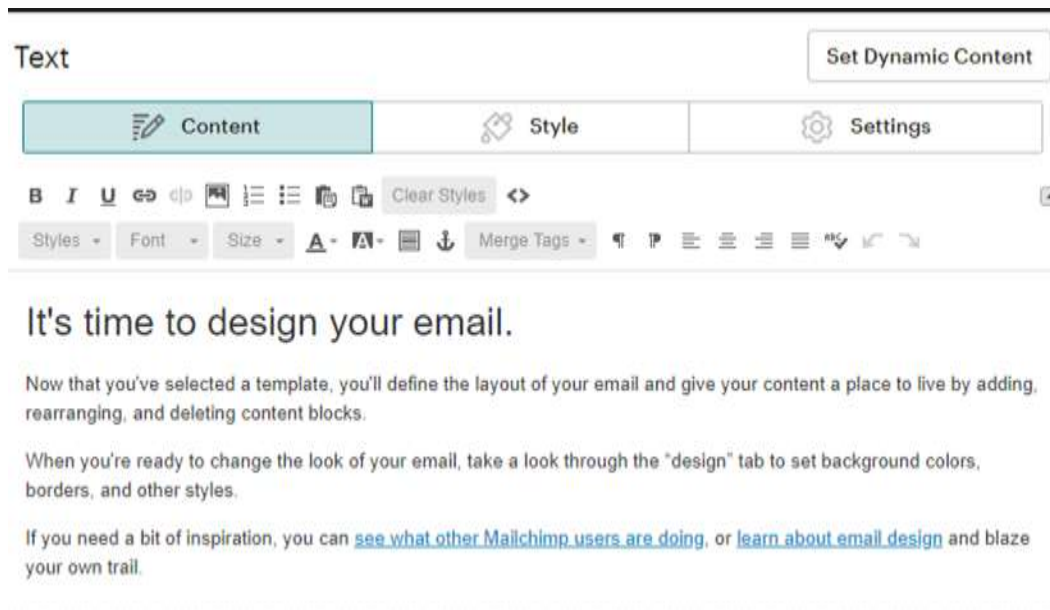 Text
Set Dynamic Content
Content
Style
Settings
B I U
Clear Styles
Styles
Font
Size
A
A
Merge Tags
ABC
It's time to design your email.
Now that you've selected a template, you'll define the layout of your email and give your content a place to live by adding,
rearranging, and deleting content blocks.
When you're ready to change the look of your email, take a look through the "design" tab to set background colors,
borders, and other styles.
If you need a bit of inspiration, you can see what other Mailchimp users are doing, or learn about email design and blaze
your own trail.